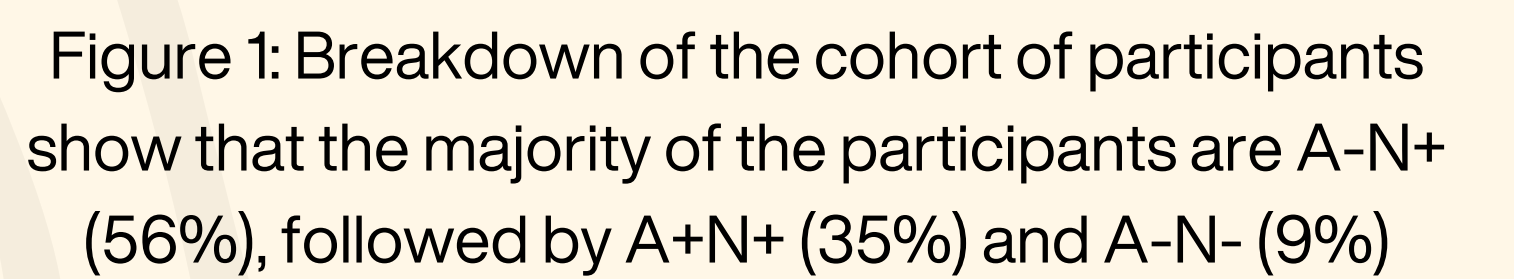 Figure 1: Breakdown of the cohort of participants
show that the majority of the participants are A-N+
(56%), followed by A+N+ (35%) and A-N- (9%)